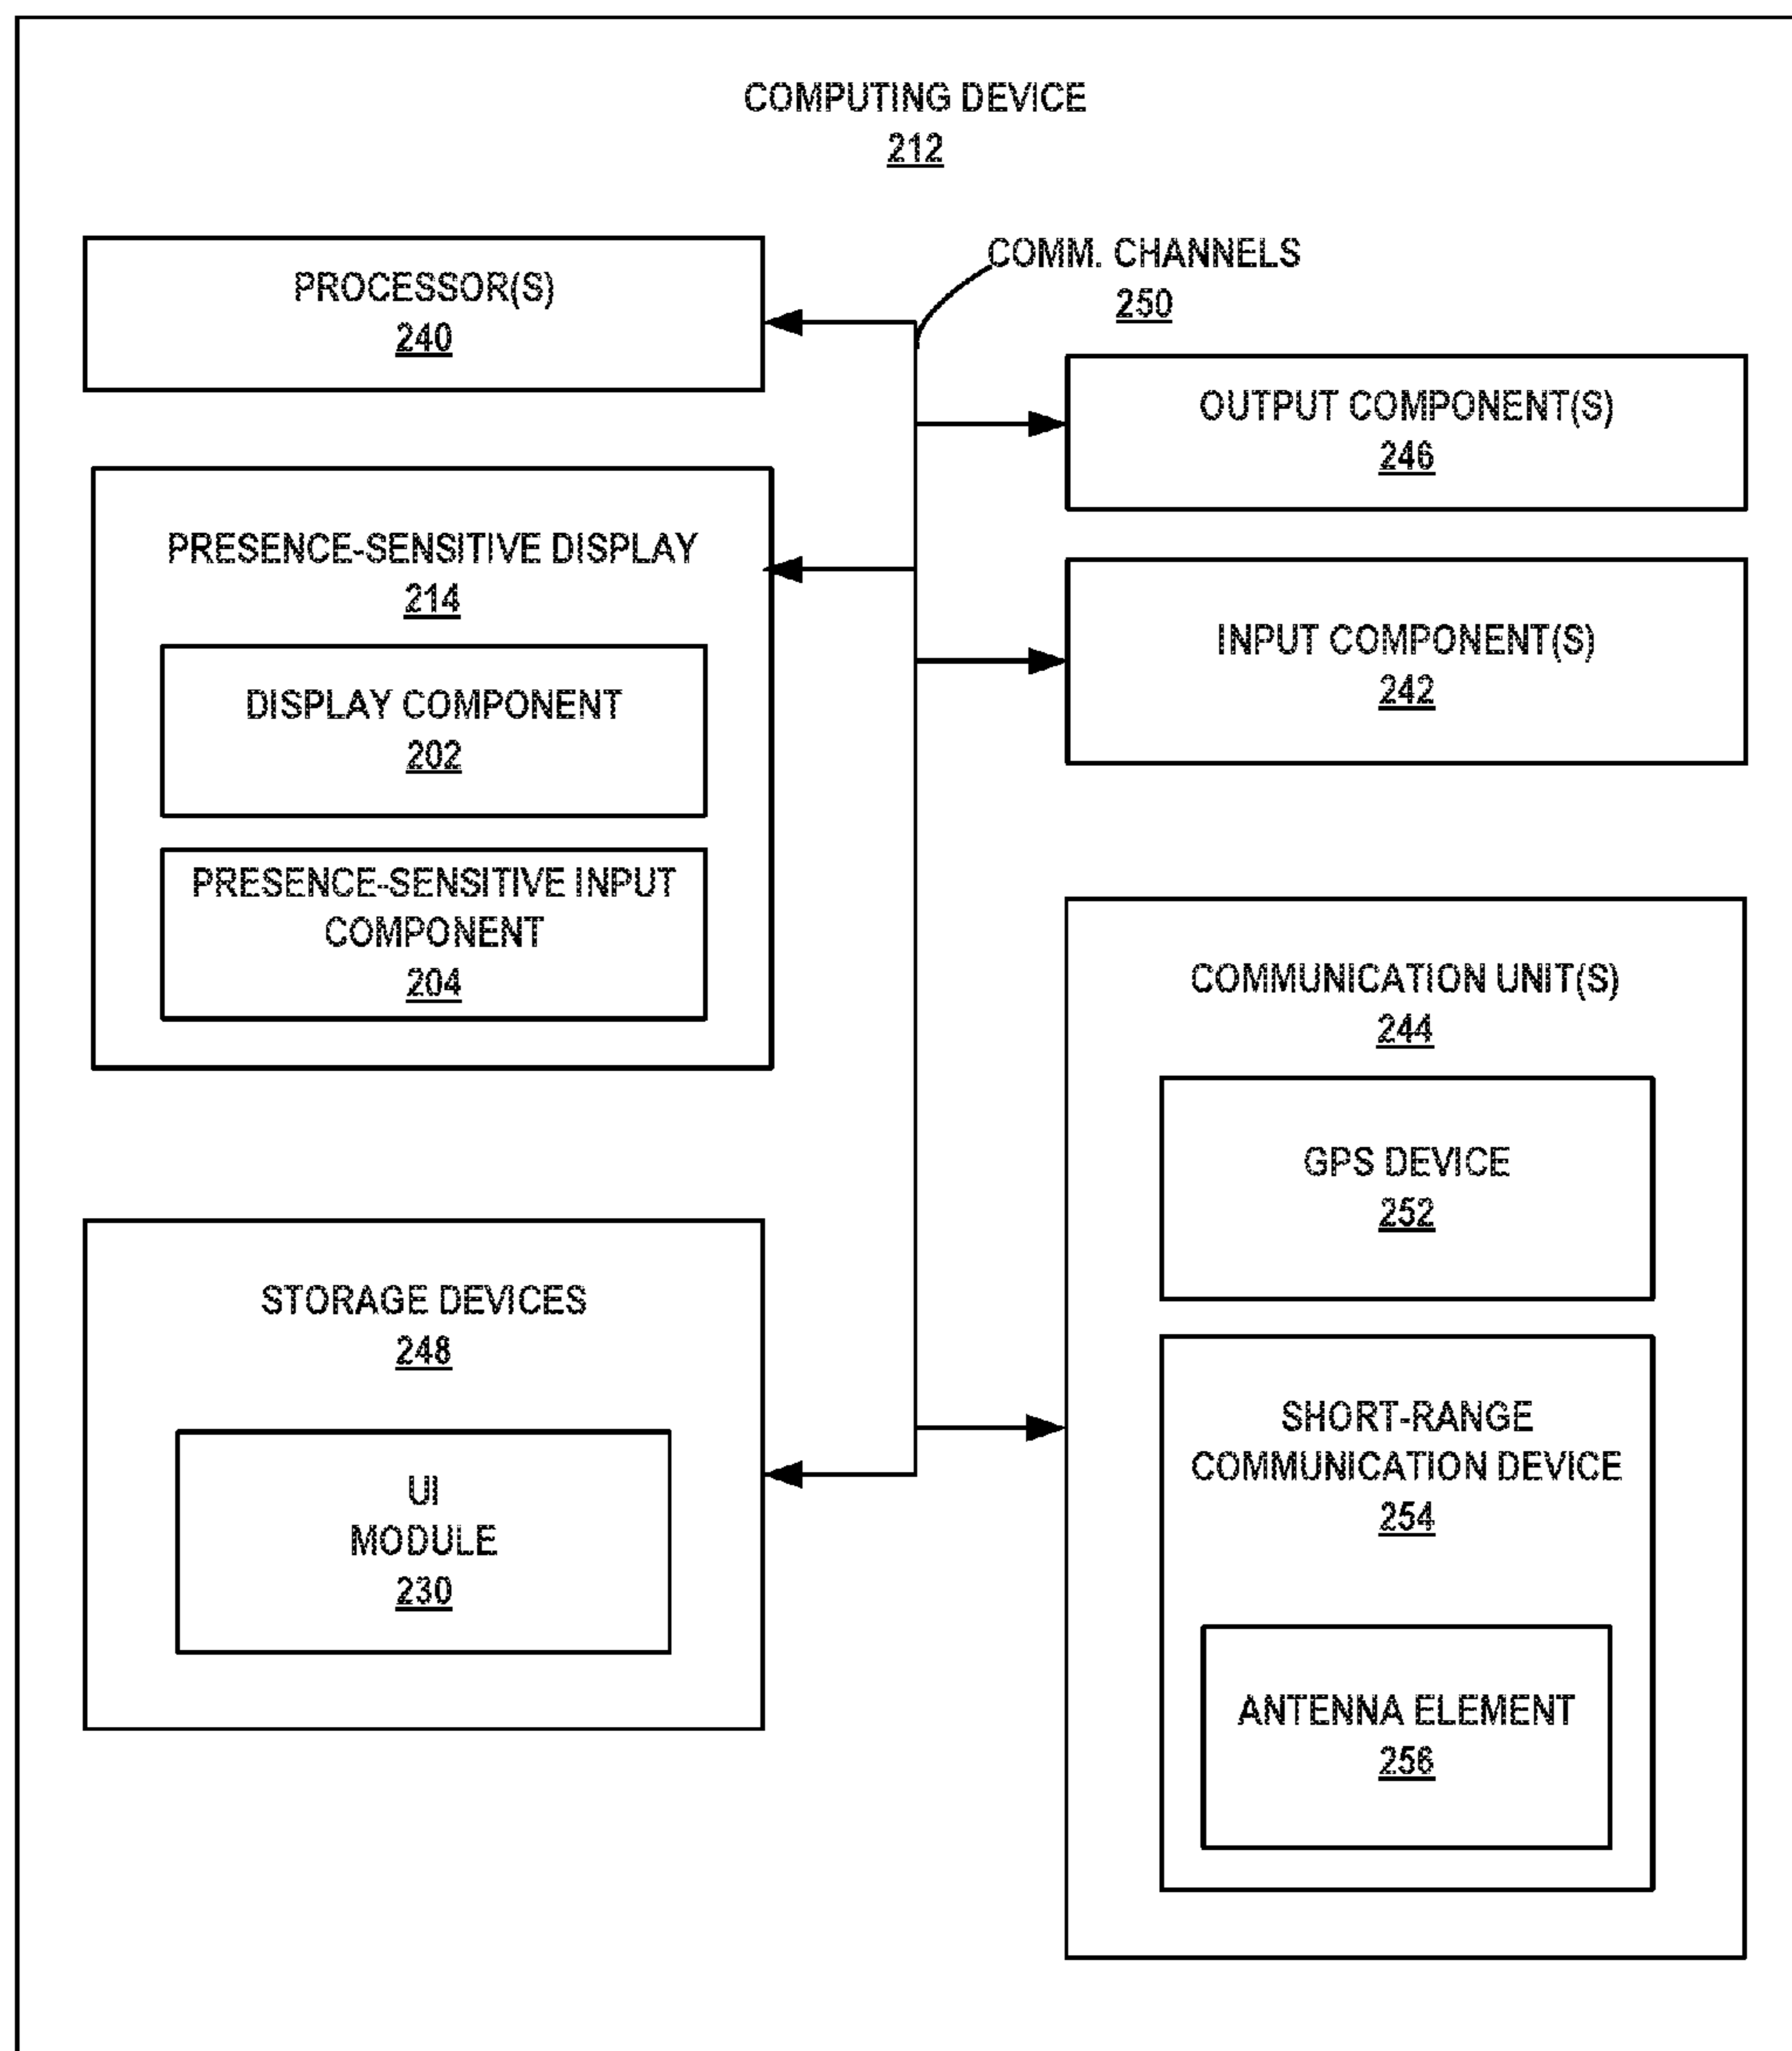 COMPUTING DEVICE
212
PROCESSOR(S)
240
COMM. CHANNELS
250
OUTPUT COMPONENT(S)
246
PRESENCE-SENSITIVE DISPLAY
214
INPUT COMPONENT(S)
242
DISPLAY COMPONENT
202
PRESENCE-SENSITIVE INPUT
COMPONENT
204
COMMUNICATION UNIT(S)
244
GPS DEVICE
252
STORAGE DEVICES
248
UI
MODULE
230
SHORT-RANGE
COMMUNICATION DEVICE
254
ANTENNA ELEMENT
256